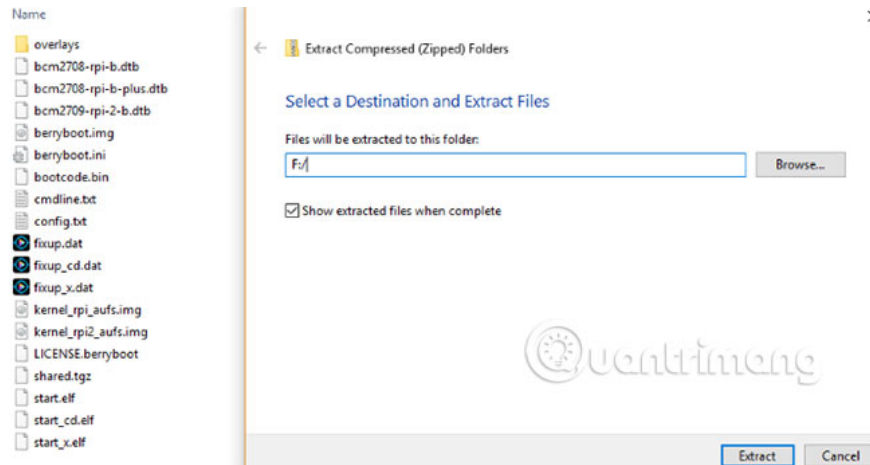 Name
overlays
bcm2708-rpi-b.dtb
bcm2708-rpi-b-plus.dtb
bcm2709-rpi-2-b.dtb
berryboot.img
berryboot.ini
bootcode.bin
cmdline.txt
config.txt
fixup.dat
fixup_cd.dat
fixup_x.dat
kernel_rpi_aufs.img
kernel_rpi2_aufs.img
LICENSE.berryboot
shared.tgz
start.elf
start_cd.elf
start_x.elf
Extract Compressed (Zipped) Folders
Select a Destination and Extract Files
Files will be extracted to this folder:
F:/
Browse...
Show extracted files when complete
Quantrimang
Extract
Cancel